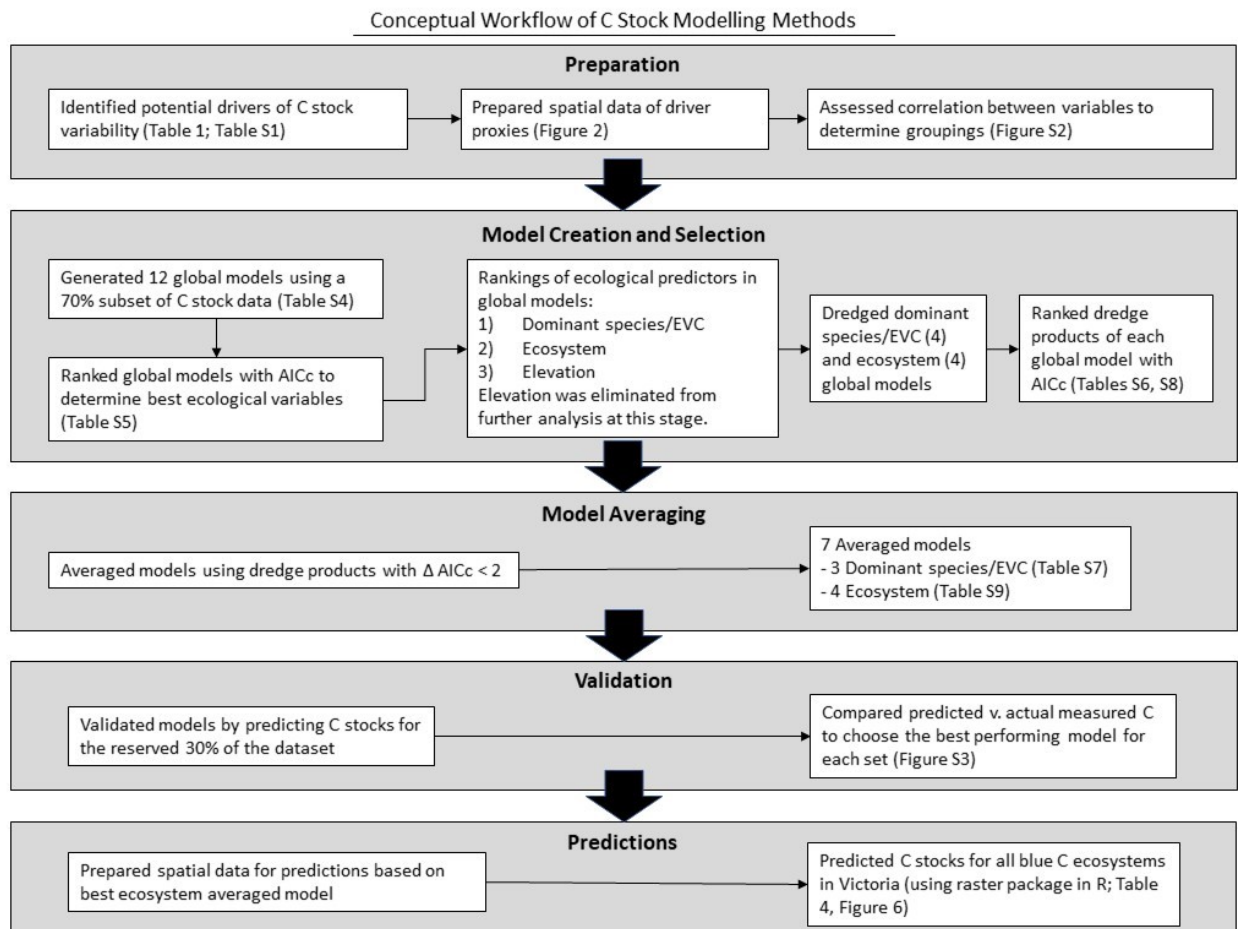 Conceptual Workflow of C Stock Modelling Methods
Preparation
Identified potential drivers of C stock
variability (Table 1; Table S1)
Prepared spatial data of driver
proxies (Figure 2)
Assessed correlation between variables to
determine groupings (Figure S2)
Model Creation and Selection
Generated 12 global models using a
70% subset of C stock data (Table S4)
Ranked global models with AICc to
determine best ecological variables
(Table S5)
Rankings of ecological predictors in
global models:
1) Dominant species/EVC
2) Ecosystem
3) Elevation
Elevation was eliminated from
further analysis at this stage.
Dredged dominant
species/EVC (4)
and ecosystem (4)
global models
Ranked dredge
products of each
global model with
AICc (Tables S6, S8)
Model Averaging
Averaged models using dredge products with Δ AICc < 2
7 Averaged models
- 3 Dominant species/EVC (Table S7)
- 4 Ecosystem (Table S9)
Validation
Validated models by predicting C stocks for
the reserved 30% of the dataset
Compared predicted v. actual measured C
to choose the best performing model for
each set (Figure S3)
Predictions
Prepared spatial data for predictions based on
best ecosystem averaged model
Predicted C stocks for all blue C ecosystems
in Victoria (using raster package in R; Table
4, Figure 6)